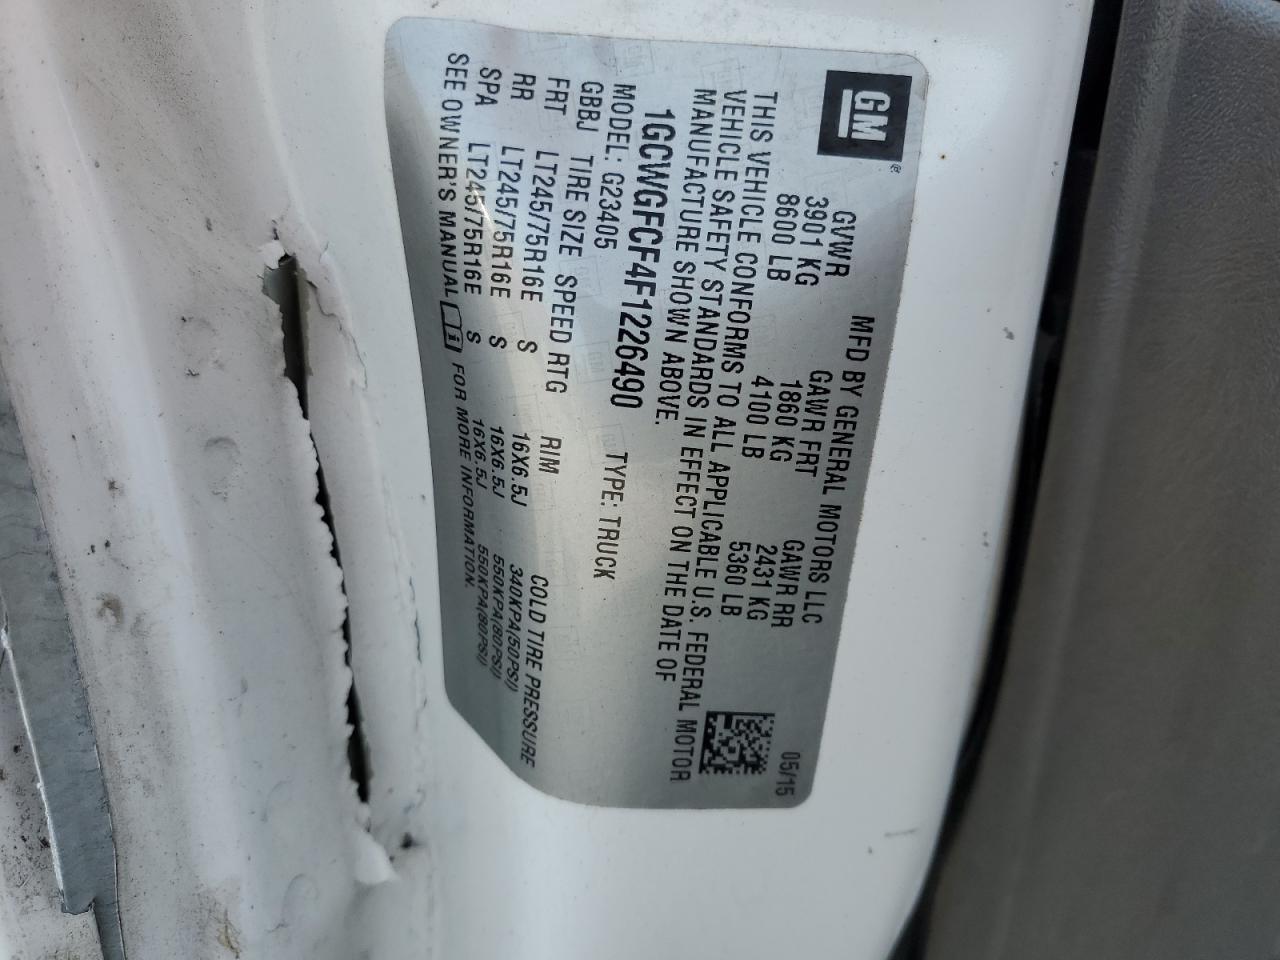 GM®
MFD BY GENERAL MOTORS LLC 05/15
GVWR GAWR FRT GAWR RR
3901 KG 1860 KG 2431 KG
8600 LB 4100 LB 5360 LB
THIS VEHICLE CONFORMS TO ALL APPLICABLE U.S. FEDERAL MOTOR
VEHICLE SAFETY STANDARDS IN EFFECT ON THE DATE OF
MANUFACTURE SHOWN ABOVE.
1GCWGFCF4F1226490 TYPE: TRUCK
MODEL: G23405
GBBJ TIRE SIZE SPEED RTG RIM COLD TIRE PRESSURE
FRT LT245/75R16E S 16X6.5J 340KPA(50PSI)
RR LT245/75R16E S 16X6.5J 550KPA(80PSI)
SPA LT245/75R16E S 16X6.5J 550KPA(80PSI)
SEE OWNER'S MANUAL FOR MORE INFORMATION.